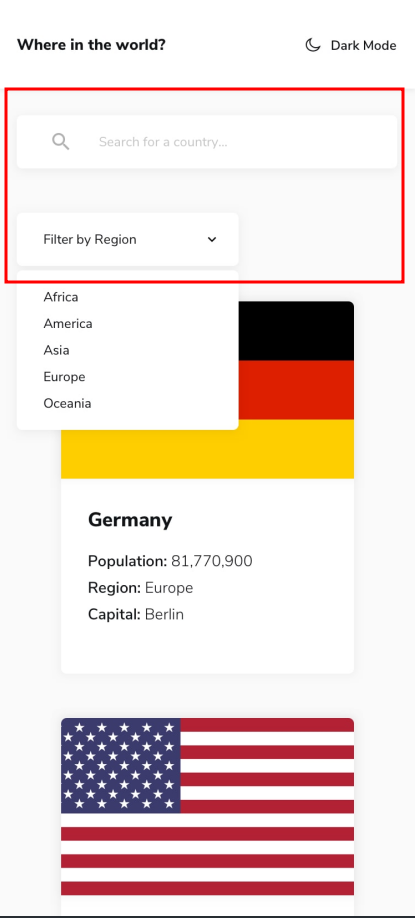 Where in the world?
Dark Mode
Search for a country...
Filter by Region
Africa
America
Asia
Europe
Oceania
Germany
Population: 81,770,900
Region: Europe
Capital: Berlin